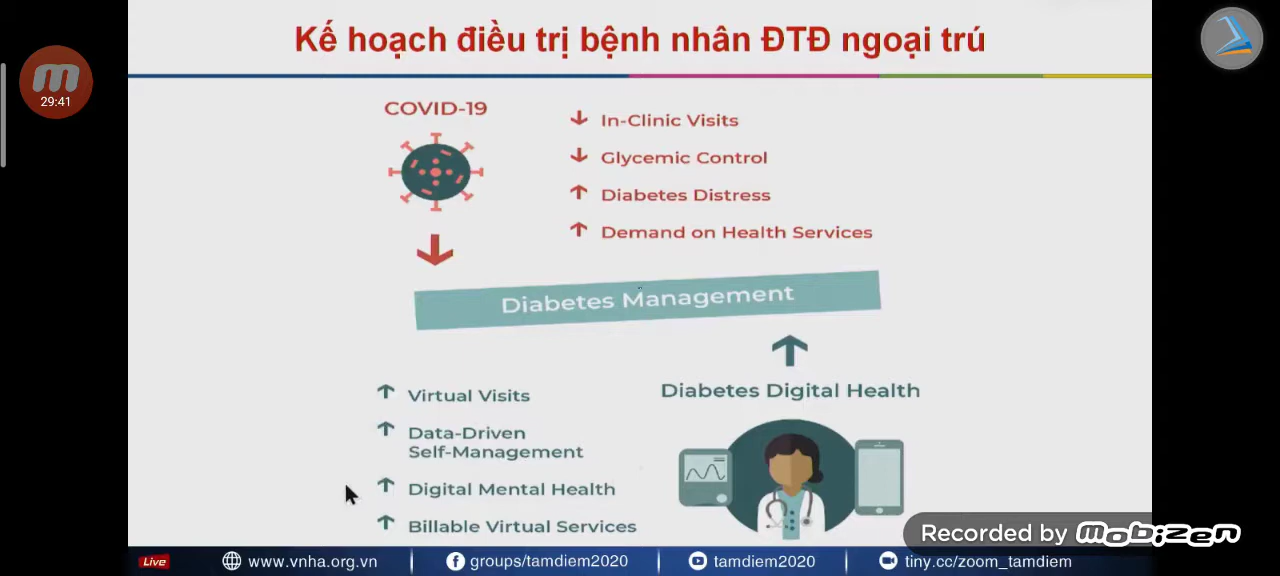 Kế hoạch điều trị bệnh nhân ĐTĐ ngoại trú
29:41
COVID-19
In-Clinic Visits
Glycemic Control
Diabetes Distress
Demand on Health Services
Diabetes Management
Virtual Visits
Data-Driven
Self-Management
Digital Mental Health
Billable Virtual Services
Diabetes Digital Health
Recorded by mobizen
Live
www.vnha.org.vn
groups/tamdiem2020
tamdiem2020
tiny.cc/zoom_tamdiem